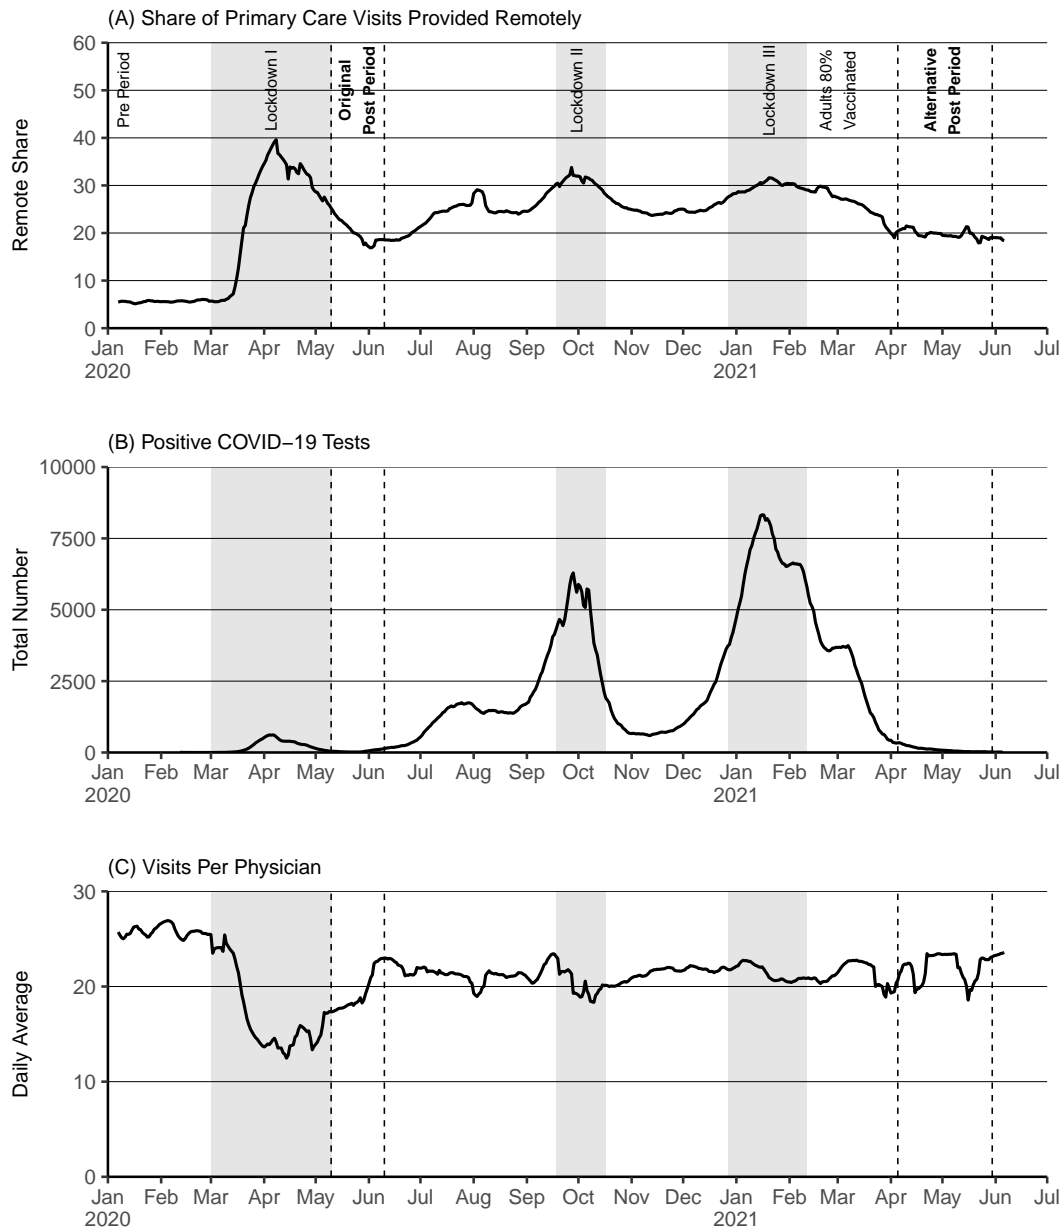 (A) Share of Primary Care Visits Provided Remotely
Remote Share
60
50
40
30
20
10
0
Pre Period
Lockdown I
Original
Post Period
Lockdown II
Lockdown III
Adults 80%
Vaccinated
Alternative
Post Period
Jan Feb Mar Apr May Jun Jul Aug Sep Oct Nov Dec Jan Feb Mar Apr May Jun Jul
2020 2021
(B) Positive COVID−19 Tests
Total Number
10000
7500
5000
2500
0
Jan Feb Mar Apr May Jun Jul Aug Sep Oct Nov Dec Jan Feb Mar Apr May Jun Jul
2020 2021
(C) Visits Per Physician
Daily Average
30
20
10
0
Jan Feb Mar Apr May Jun Jul Aug Sep Oct Nov Dec Jan Feb Mar Apr May Jun Jul
2020 2021